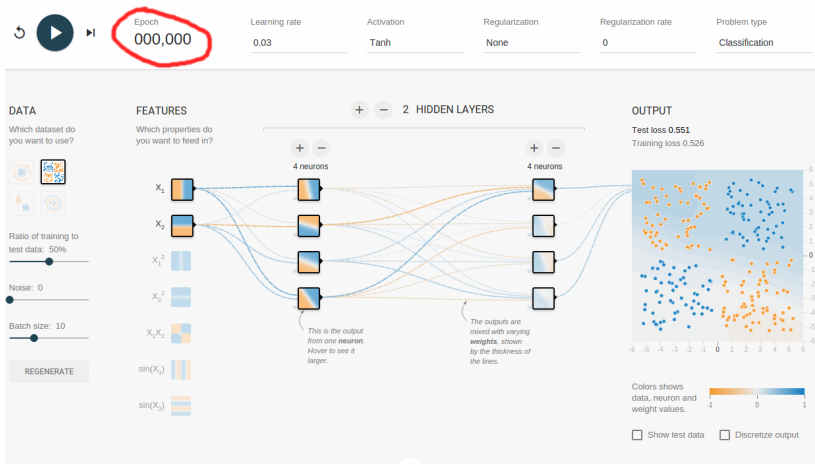 Epoch
000,000
Learning rate
0.03
Activation
Tanh
Regularization
None
Regularization rate
0
Problem type
Classification
DATA
Which dataset do
you want to use?
Ratio of training to
test data: 50%
Noise: 0
Batch size: 10
REGENERATE
FEATURES
Which properties do
you want to feed in?
X₁
X₂
X₁²
X₂²
X₁X₂
sin(X₁)
sin(X₂)
+ − 2 HIDDEN LAYERS
+ −
4 neurons
+ −
4 neurons
This is the output
from one neuron.
Hover to see it
larger.
The outputs are
mixed with varying
weights, shown
by the thickness of
the lines.
OUTPUT
Test loss 0.551
Training loss 0.526
6
5
4
3
2
1
0
-1
-2
-3
-4
-5
-6
-6 -5 -4 -3 -2 -1 0 1 2 3 4 5 6
Colors shows
data, neuron and
weight values.
-1 0 1
Show test data
Discretize output